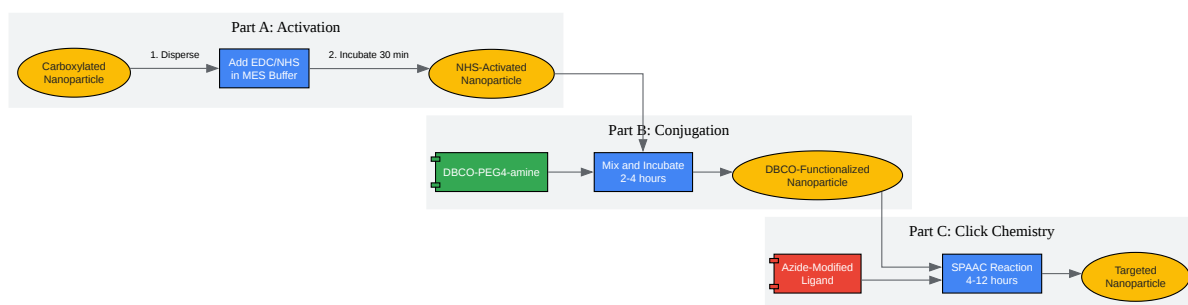 Part A: Activation
Carboxylated
Nanoparticle
1. Disperse
Add EDC/NHS
in MES Buffer
2. Incubate 30 min
NHS-Activated
Nanoparticle
Part B: Conjugation
DBCO-PEG4-amine
Mix and Incubate
2-4 hours
DBCO-Functionalized
Nanoparticle
Part C: Click Chemistry
Azide-Modified
Ligand
SPAAC Reaction
4-12 hours
Targeted
Nanoparticle